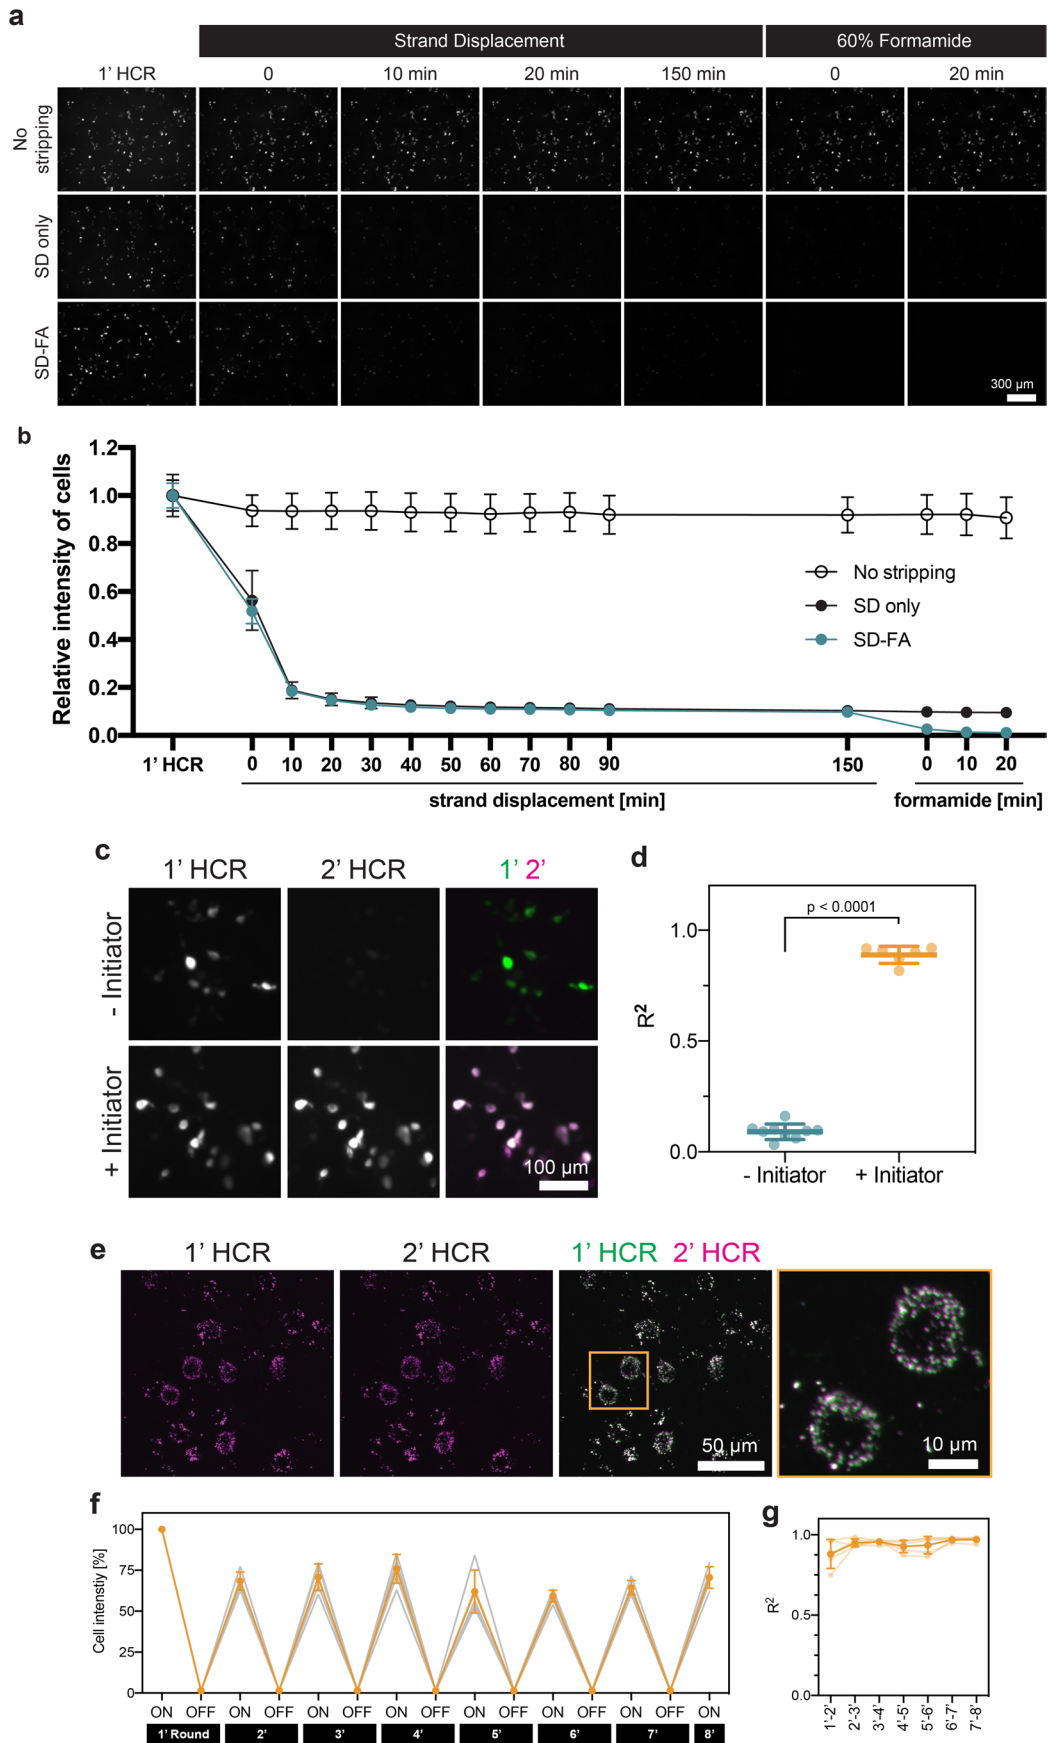 a
Strand Displacement
60% Formamide
1’ HCR
0
10 min
20 min
150 min
0
20 min
No
stripping
SD only
SD-FA
300 µm
b
Relative intensity of cells
1.2
1.0
0.8
0.6
0.4
0.2
0.0
No stripping
SD only
SD-FA
1’ HCR
0 10 20 30 40 50 60 70 80 90 150 0 10 20
strand displacement [min]
formamide [min]
c
1’ HCR
2’ HCR
1’ 2’
- Initiator
+ Initiator
100 µm
d
R2
1.0
0.5
0.0
p < 0.0001
- Initiator
+ Initiator
e
1’ HCR
2’ HCR
1’ HCR 2’ HCR
50 µm
10 µm
f
Cell intenstiy [%]
100
75
50
25
0
ON OFF ON OFF ON OFF ON OFF ON OFF ON OFF ON OFF ON
1’ Round 2’ 3’ 4’ 5’ 6’ 7’ 8’
g
R2
1.0
0.5
0.0
1’-2’
2’-3’
3’-4’
4’-5’
5’-6’
6’-7’
7’-8’